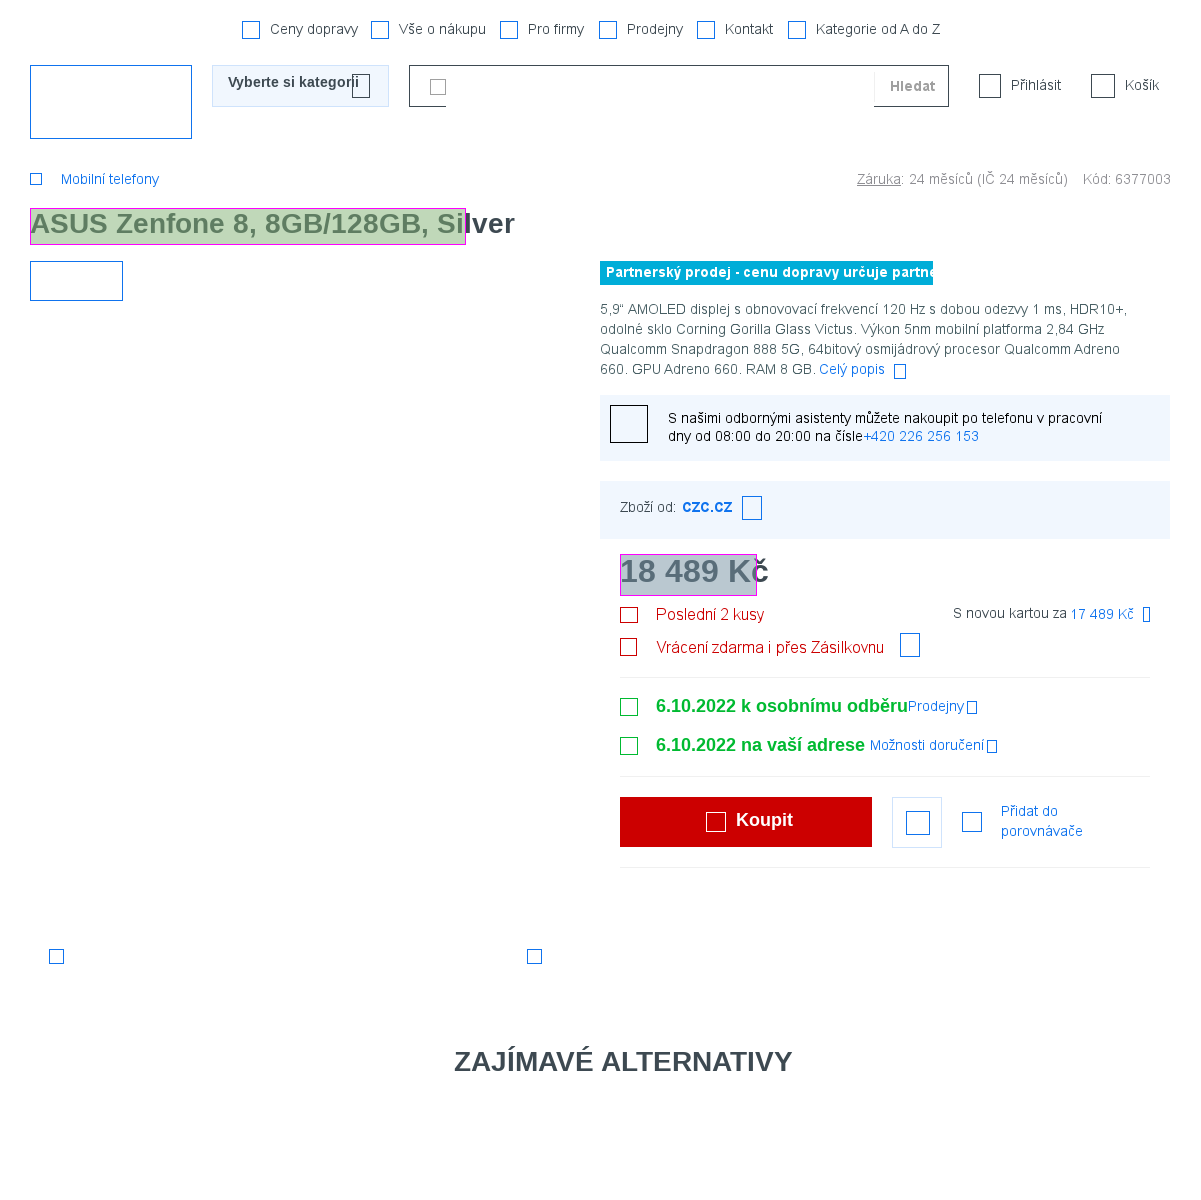 Ceny dopravy Vše o nákupu Pro firmy Prodejny Kontakt Kategorie od A do Z
Vyberte si kategorii Hledat Přihlásit Košík
Mobilní telefony Záruka: 24 měsíců (IČ 24 měsíců) Kód: 6377003
ASUS Zenfone 8, 8GB/128GB, Silver
Partnerský prodej - cenu dopravy určuje
5,9“ AMOLED displej s obnovovací frekvencí 120 Hz s dobou odezvy 1 ms, HDR10+,
odolné sklo Corning Gorilla Glass Victus. Výkon 5nm mobilní platforma 2,84 GHz
Qualcomm Snapdragon 888 5G, 64bitový osmijádrový procesor Qualcomm Adreno
660. GPU Adreno 660. RAM 8 GB. Celý popis
S našimi odbornými asistenty můžete nakoupit po telefonu v pracovní
dny od 08:00 do 20:00 na čísle+420 226 256 153
Zboží od: czc.cz
18 489 Kč
Poslední 2 kusy S novou kartou za 17 489 Kč
Vrácení zdarma i přes Zásilkovnu
6.10.2022 k osobnímu odběru Prodejny
6.10.2022 na vaší adrese Možnosti doručení
Koupit Přidat do
porovnávače
ZAJÍMAVÉ ALTERNATIVY